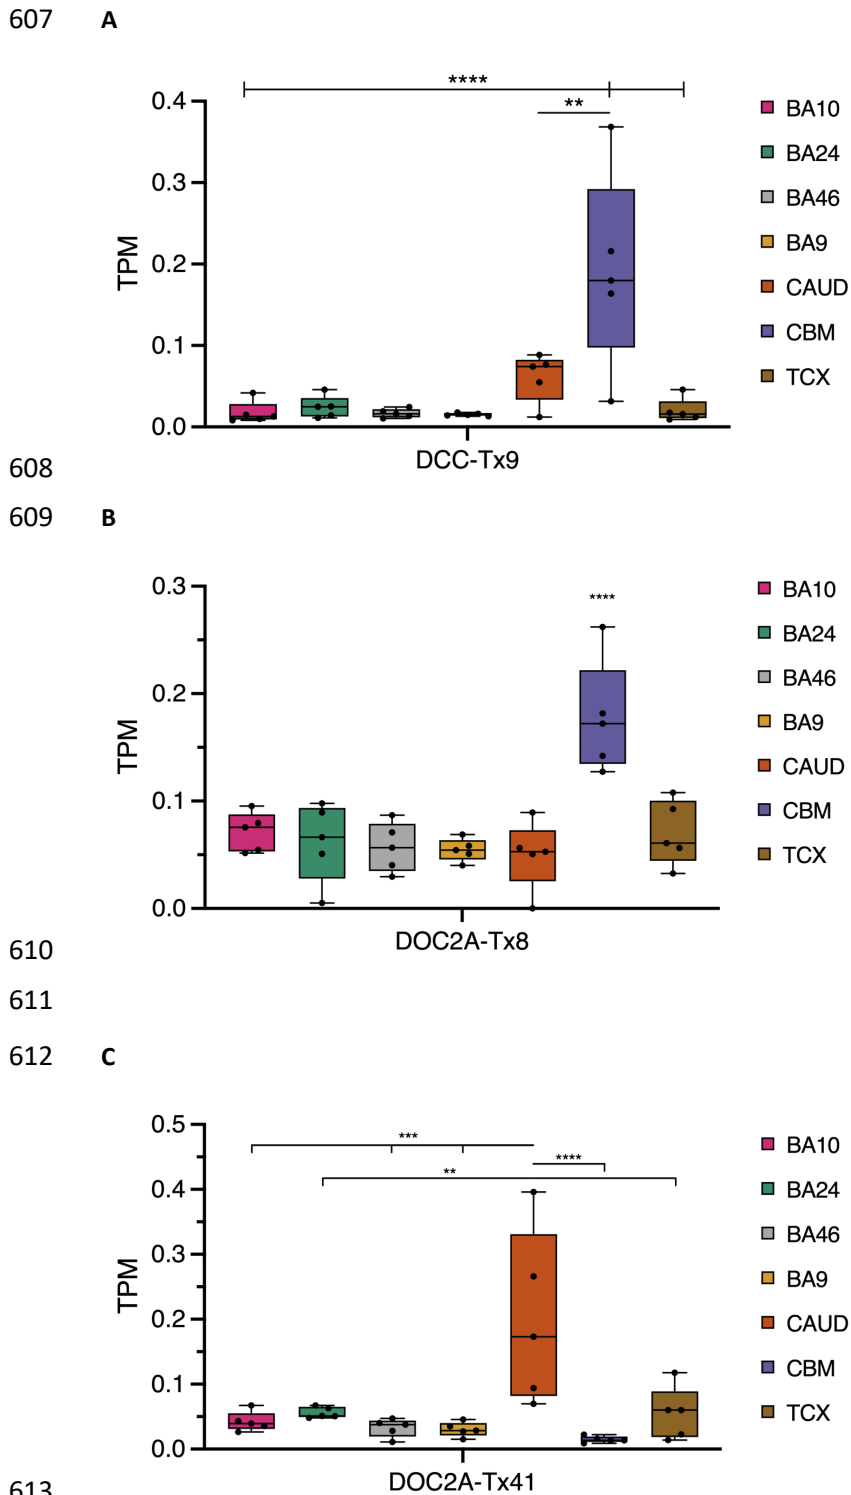 607 A
****
**
0.4
0.3
0.2
0.1
0.0
TPM
DCC-Tx9
BA10
BA24
BA46
BA9
CAUD
CBM
TCX
608
609 B
****
0.3
0.2
0.1
0.0
TPM
DOC2A-Tx8
BA10
BA24
BA46
BA9
CAUD
CBM
TCX
610
611
612 C
***
****
**
0.5
0.4
0.3
0.2
0.1
0.0
TPM
DOC2A-Tx41
BA10
BA24
BA46
BA9
CAUD
CBM
TCX
613